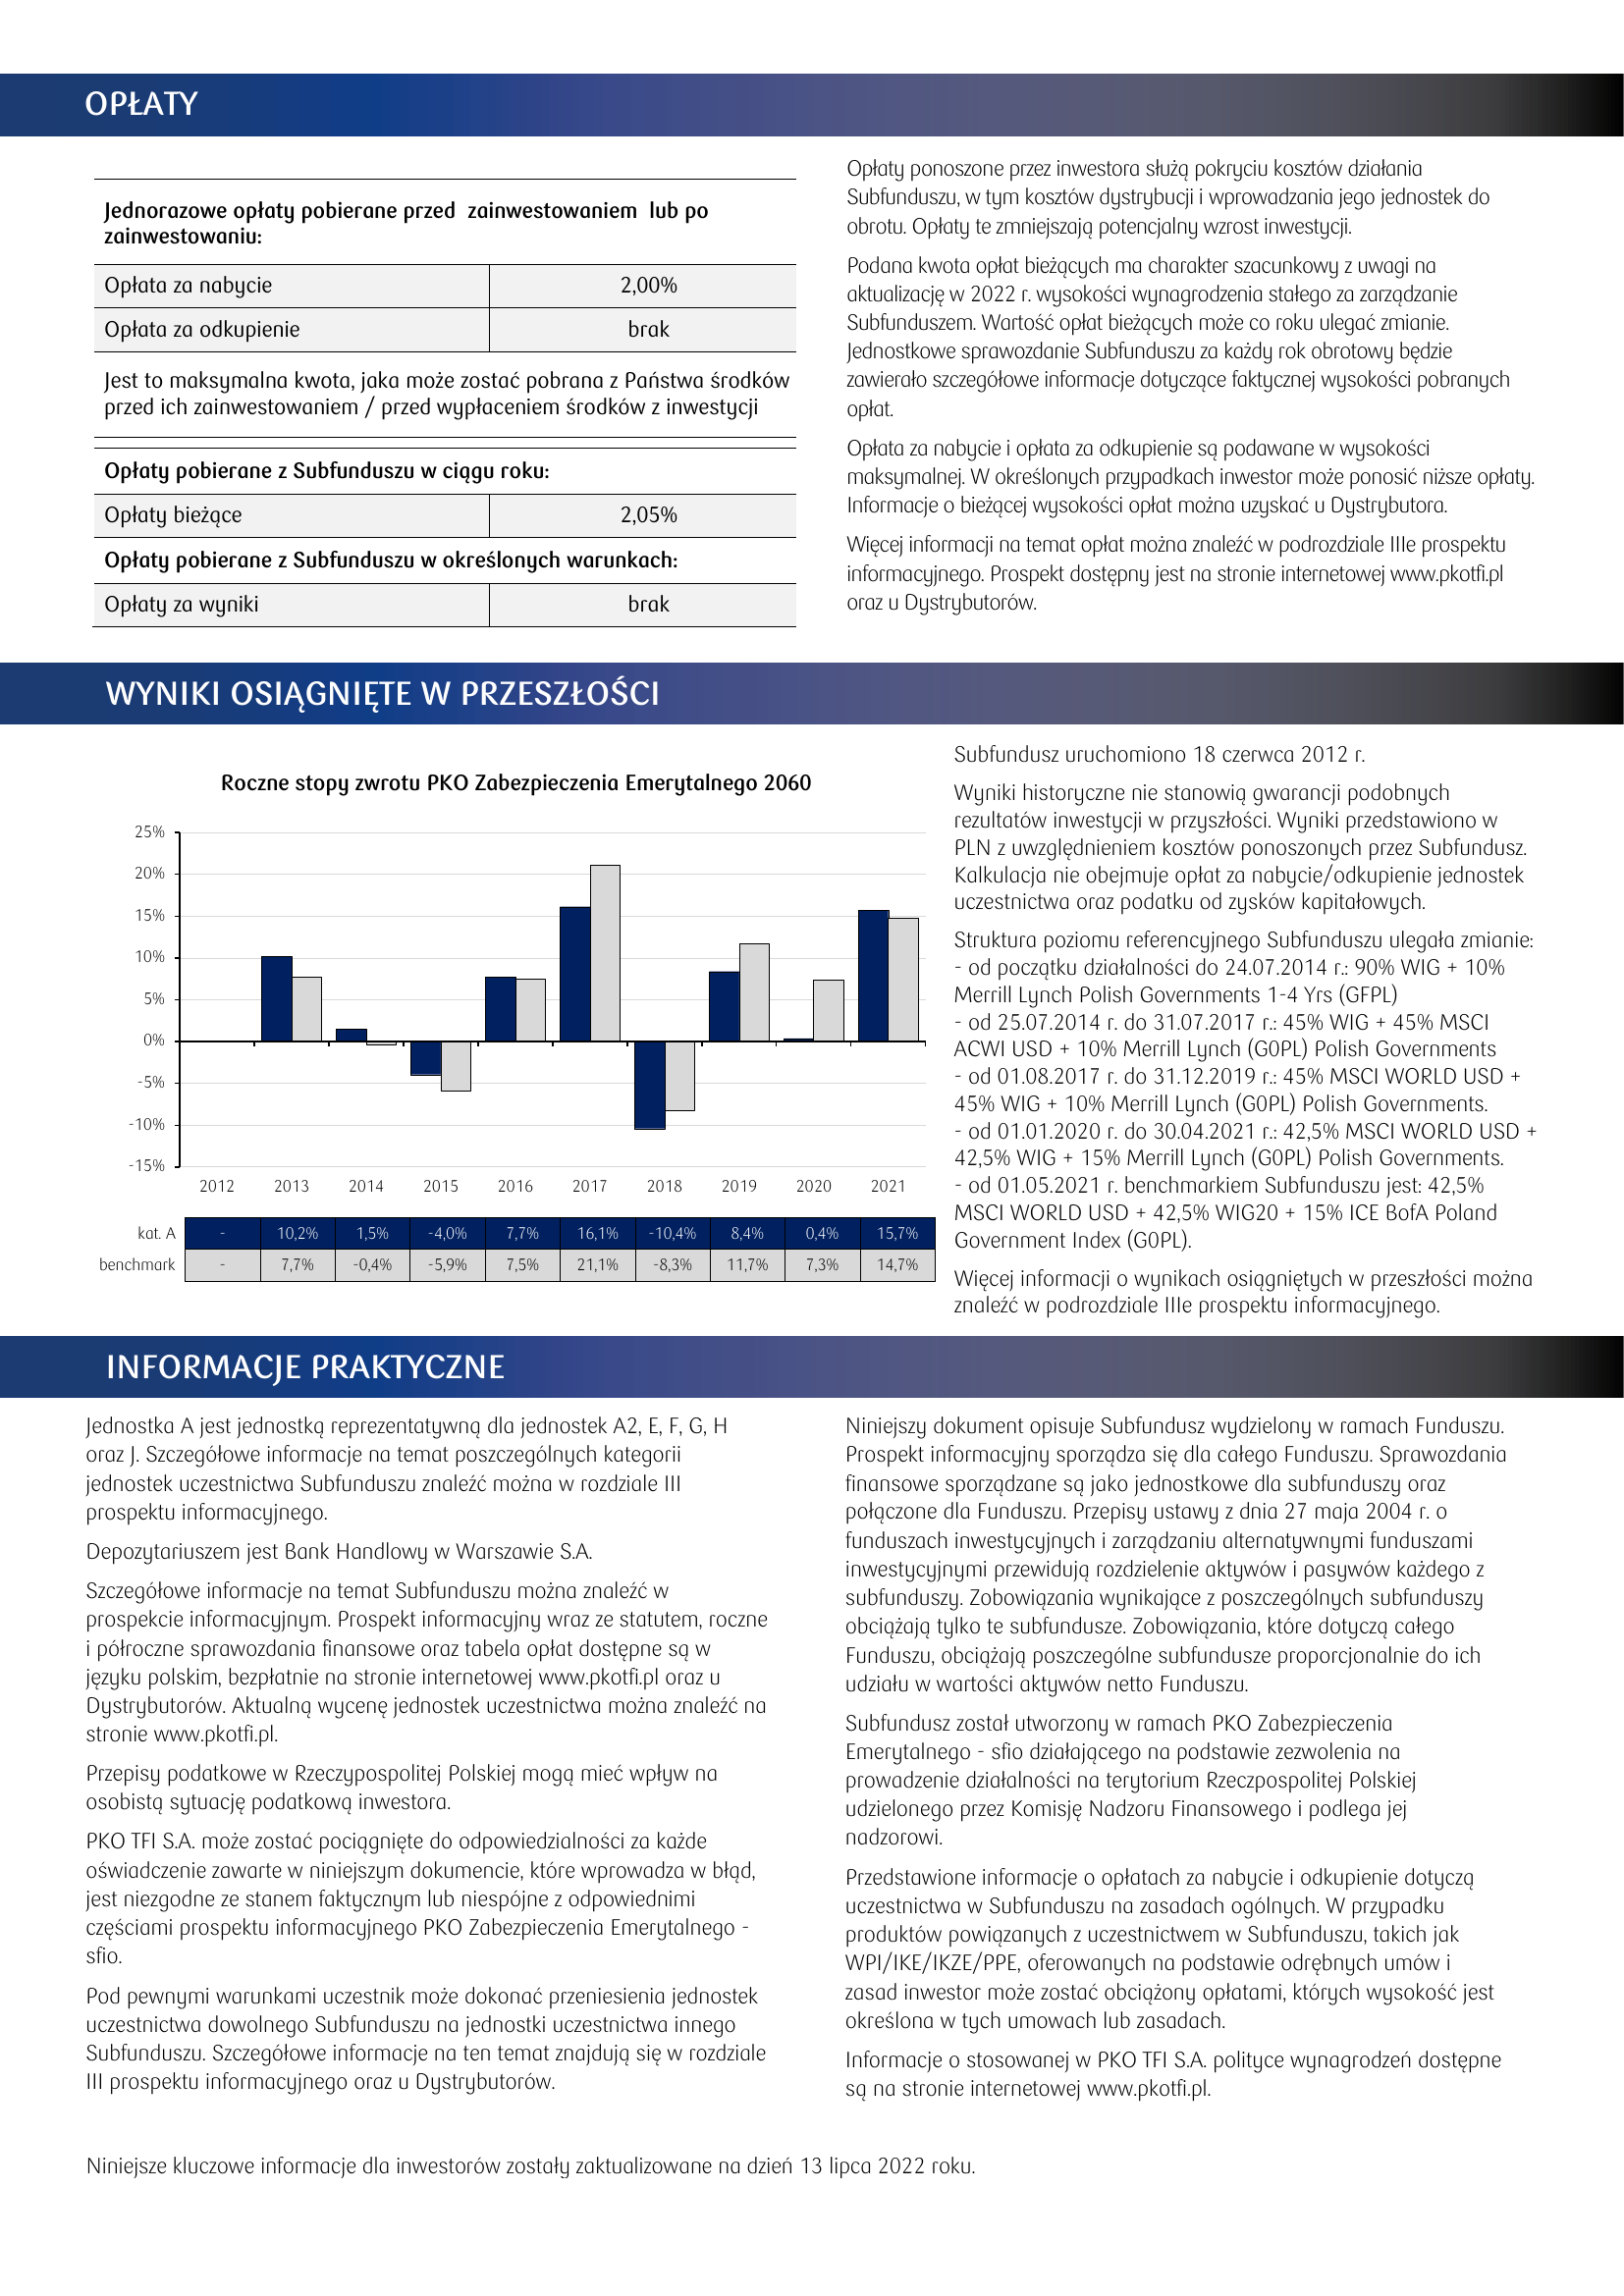 OPŁATY
Jednorazowe opłaty pobierane przed zainwestowaniem lub po
zainwestowaniu:
Opłata za nabycie 2,00%
Opłata za odkupienie brak
Jest to maksymalna kwota, jaka może zostać pobrana z Państwa środków
przed ich zainwestowaniem / przed wypłaceniem środków z inwestycji
Opłaty pobierane z Subfunduszu w ciągu roku:
Opłaty bieżące 2,05%
Opłaty pobierane z Subfunduszu w określonych warunkach:
Opłaty za wyniki brak
Opłaty ponoszone przez inwestora służą pokryciu kosztów działania
Subfunduszu, w tym kosztów dystrybucji i wprowadzania jego jednostek do
obrotu. Opłaty te zmniejszają potencjalny wzrost inwestycji.
Podana kwota opłat bieżących ma charakter szacunkowy z uwagi na
aktualizację w 2022 r. wysokości wynagrodzenia stałego za zarządzanie
Subfunduszem. Wartość opłat bieżących może co roku ulegać zmianie.
Jednostkowe sprawozdanie Subfunduszu za każdy rok obrotowy będzie
zawierało szczegółowe informacje dotyczące faktycznej wysokości pobranych
opłat.
Opłata za nabycie i opłata za odkupienie są podawane w wysokości
maksymalnej. W określonych przypadkach inwestor może ponosić niższe opłaty.
Informacje o bieżącej wysokości opłat można uzyskać u Dystrybutora.
Więcej informacji na temat opłat można znaleźć w podrozdziale IIIe prospektu
informacyjnego. Prospekt dostępny jest na stronie internetowej www.pkotfi.pl
oraz u Dystrybutorów.
WYNIKI OSIĄGNIĘTE W PRZESZŁOŚCI
Roczne stopy zwrotu PKO Zabezpieczenia Emerytalnego 2060
25%
20%
15%
10%
5%
0%
-5%
-10%
-15%
2012 2013 2014 2015 2016 2017 2018 2019 2020 2021
kat. A - 10,2% 1,5% -4,0% 7,7% 16,1% -10,4% 8,4% 0,4% 15,7%
benchmark - 7,7% -0,4% -5,9% 7,5% 21,1% -8,3% 11,7% 7,3% 14,7%
Subfundusz uruchomiono 18 czerwca 2012 r.
Wyniki historyczne nie stanowią gwarancji podobnych
rezultatów inwestycji w przyszłości. Wyniki przedstawiono w
PLN z uwzględnieniem kosztów ponoszonych przez Subfundusz.
Kalkulacja nie obejmuje opłat za nabycie/odkupienie jednostek
uczestnictwa oraz podatku od zysków kapitałowych.
Struktura poziomu referencyjnego Subfunduszu ulegała zmianie:
- od początku działalności do 24.07.2014 r.: 90% WIG + 10%
Merrill Lynch Polish Governments 1-4 Yrs (GFPL)
- od 25.07.2014 r. do 31.07.2017 r.: 45% WIG + 45% MSCI
ACWI USD + 10% Merrill Lynch (G0PL) Polish Governments
- od 01.08.2017 r. do 31.12.2019 r.: 45% MSCI WORLD USD +
45% WIG + 10% Merrill Lynch (G0PL) Polish Governments.
- od 01.01.2020 r. do 30.04.2021 r.: 42,5% MSCI WORLD USD +
42,5% WIG + 15% Merrill Lynch (G0PL) Polish Governments.
- od 01.05.2021 r. benchmarkiem Subfunduszu jest: 42,5%
MSCI WORLD USD + 42,5% WIG20 + 15% ICE BofA Poland
Government Index (G0PL).
Więcej informacji o wynikach osiągniętych w przeszłości można
znaleźć w podrozdziale IIIe prospektu informacyjnego.
INFORMACJE PRAKTYCZNE
Jednostka A jest jednostką reprezentatywną dla jednostek A2, E, F, G, H
oraz J. Szczegółowe informacje na temat poszczególnych kategorii
jednostek uczestnictwa Subfunduszu znaleźć można w rozdziale III
prospektu informacyjnego.
Depozytariuszem jest Bank Handlowy w Warszawie S.A.
Szczegółowe informacje na temat Subfunduszu można znaleźć w
prospekcie informacyjnym. Prospekt informacyjny wraz ze statutem, roczne
i półroczne sprawozdania finansowe oraz tabela opłat dostępne są w
języku polskim, bezpłatnie na stronie internetowej www.pkotfi.pl oraz u
Dystrybutorów. Aktualną wycenę jednostek uczestnictwa można znaleźć na
stronie www.pkotfi.pl.
Przepisy podatkowe w Rzeczypospolitej Polskiej mogą mieć wpływ na
osobistą sytuację podatkową inwestora.
PKO TFI S.A. może zostać pociągnięte do odpowiedzialności za każde
oświadczenie zawarte w niniejszym dokumencie, które wprowadza w błąd,
jest niezgodne ze stanem faktycznym lub niespójne z odpowiednimi
częściami prospektu informacyjnego PKO Zabezpieczenia Emerytalnego -
sfio.
Pod pewnymi warunkami uczestnik może dokonać przeniesienia jednostek
uczestnictwa dowolnego Subfunduszu na jednostki uczestnictwa innego
Subfunduszu. Szczegółowe informacje na ten temat znajdują się w rozdziale
III prospektu informacyjnego oraz u Dystrybutorów.
Niniejszy dokument opisuje Subfundusz wydzielony w ramach Funduszu.
Prospekt informacyjny sporządza się dla całego Funduszu. Sprawozdania
finansowe sporządzane są jako jednostkowe dla subfunduszy oraz
połączone dla Funduszu. Przepisy ustawy z dnia 27 maja 2004 r. o
funduszach inwestycyjnych i zarządzaniu alternatywnymi funduszami
inwestycyjnymi przewidują rozdzielenie aktywów i pasywów każdego z
subfunduszy. Zobowiązania wynikające z poszczególnych subfunduszy
obciążają tylko te subfundusze. Zobowiązania, które dotyczą całego
Funduszu, obciążają poszczególne subfundusze proporcjonalnie do ich
udziału w wartości aktywów netto Funduszu.
Subfundusz został utworzony w ramach PKO Zabezpieczenia
Emerytalnego - sfio działającego na podstawie zezwolenia na
prowadzenie działalności na terytorium Rzeczpospolitej Polskiej
udzielonego przez Komisję Nadzoru Finansowego i podlega jej
nadzorowi.
Przedstawione informacje o opłatach za nabycie i odkupienie dotyczą
uczestnictwa w Subfunduszu na zasadach ogólnych. W przypadku
produktów powiązanych z uczestnictwem w Subfunduszu, takich jak
WPI/IKE/IKZE/PPE, oferowanych na podstawie odrębnych umów i
zasad inwestor może zostać obciążony opłatami, których wysokość jest
określona w tych umowach lub zasadach.
Informacje o stosowanej w PKO TFI S.A. polityce wynagrodzeń dostępne
są na stronie internetowej www.pkotfi.pl.
Niniejsze kluczowe informacje dla inwestorów zostały zaktualizowane na dzień 13 lipca 2022 roku.